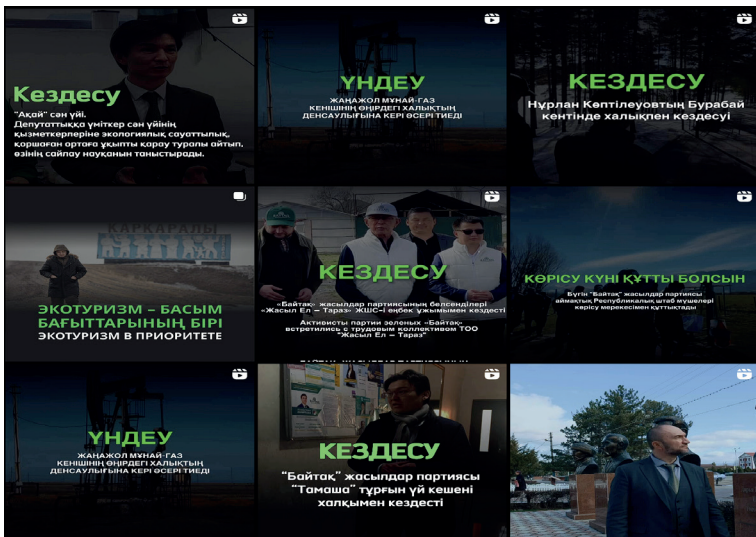 Кездесу
"Ақай" сән үйі.
Депутаттыққа үміткер сән үйінің
қызметкерлеріне экологиялық сауаттылық,
қоршаған ортаға ұқыпты қарау туралы айтып,
өзінің сайлау науқанын таныстырады.
ҮНДЕУ
ЖАҢАЖОЛ МҰНАЙ-ГАЗ
КЕНІШІНІҢ ӨҢІРДЕГІ ХАЛЫҚТЫҢ
ДЕНСАУЛЫҒЫНА КЕРІ ӘСЕРІ ТИЕДІ
КЕЗДЕСУ
Нұрлан Көптілеуовтың Бурабай
кентінде халықпен кездесуі
КАРКАРАЛЫ
ЭКОТУРИЗМ – БАСЫМ
БАҒЫТТАРЫНЫҢ БІРІ
ЭКОТУРИЗМ В ПРИОРИТЕТЕ
КЕЗДЕСУ
«Байтақ» жасылдар партиясының белсенділері
«Жасыл Ел – Тараз» ЖШС-і еңбек ұжымымен кездесті
Активисты партии зеленых «Байтақ»
встретились с трудовым коллективом ТОО
"Жасыл Ел – Тараз"
КӨРІСУ КҮНІ ҚҰТТЫ БОЛСЫН
Бүгін "Байтақ" жасылдар партиясы
аймақтық Республикалық штаб мүшелері
көрісу мерекесімен құттықтады
ҮНДЕУ
ЖАҢАЖОЛ МҰНАЙ-ГАЗ
КЕНІШІНІҢ ӨҢІРДЕГІ ХАЛЫҚТЫҢ
ДЕНСАУЛЫҒЫНА КЕРІ ӘСЕРІ ТИЕДІ
КЕЗДЕСУ
"Байтақ" жасылдар партиясы
"Тамаша" тұрғын үй кешені
халқымен кездесті